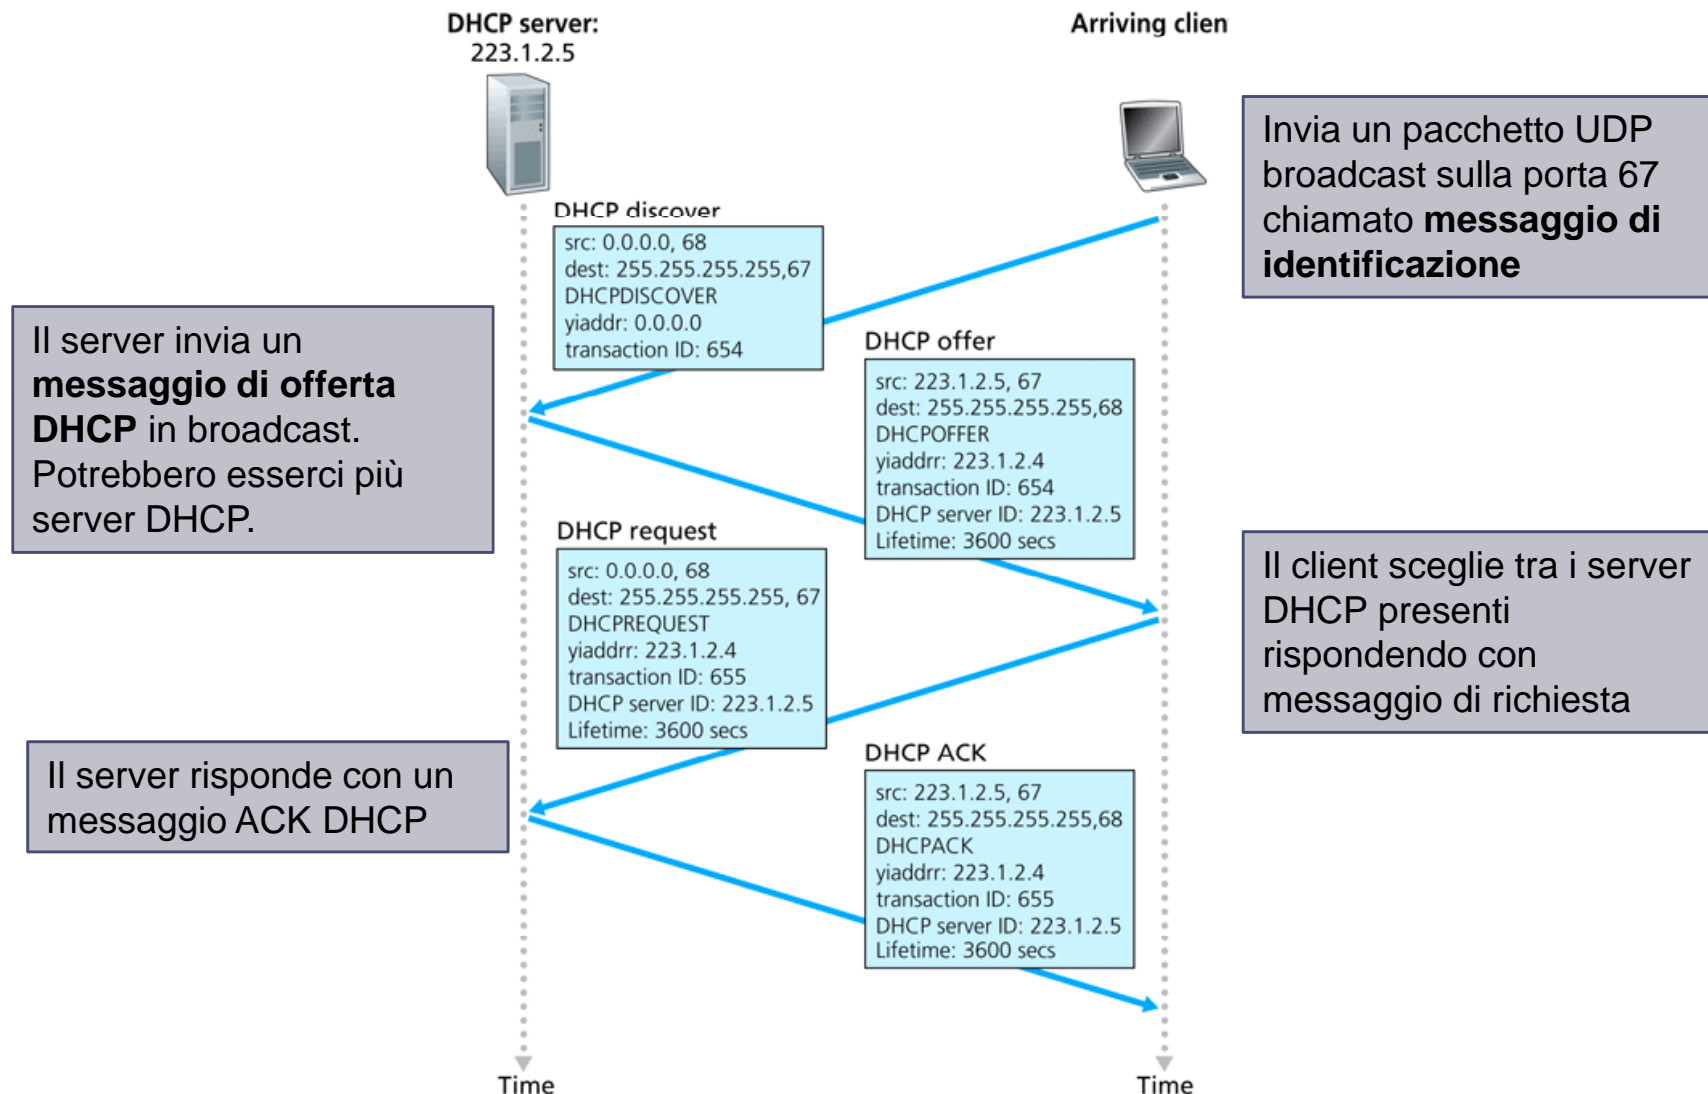 DHCP server:
223.1.2.5
Arriving clien
Invia un pacchetto UDP
broadcast sulla porta 67
chiamato messaggio di
identificazione
DHCP discover
src: 0.0.0.0, 68
dest: 255.255.255.255,67
DHCPDISCOVER
yiaddr: 0.0.0.0
transaction ID: 654
Il server invia un
messaggio di offerta
DHCP in broadcast.
Potrebbero esserci più
server DHCP.
DHCP offer
src: 223.1.2.5, 67
dest: 255.255.255.255,68
DHCPOFFER
yiaddrr: 223.1.2.4
transaction ID: 654
DHCP server ID: 223.1.2.5
Lifetime: 3600 secs
DHCP request
src: 0.0.0.0, 68
dest: 255.255.255.255, 67
DHCPREQUEST
yiaddrr: 223.1.2.4
transaction ID: 655
DHCP server ID: 223.1.2.5
Lifetime: 3600 secs
Il client sceglie tra i server
DHCP presenti
rispondendo con
messaggio di richiesta
Il server risponde con un
messaggio ACK DHCP
DHCP ACK
src: 223.1.2.5, 67
dest: 255.255.255.255,68
DHCPACK
yiaddrr: 223.1.2.4
transaction ID: 655
DHCP server ID: 223.1.2.5
Lifetime: 3600 secs
Time
Time